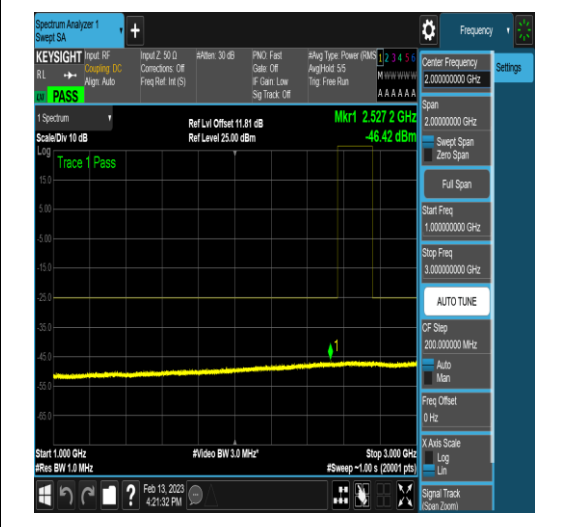 Spectrum Analyzer 1
Swept SA
+
Frequency
KEYSIGHT
RL
PASS
Input: RF
Coupling: DC
Align: Auto
Input Z: 50 Ω
Corrections: Off
Freq Ref: Int (S)
#Atten: 30 dB
PNO: Fast
Gate: Off
IF Gain: Low
Sig Track: Off
#Avg Type: Power (RMS
Avg|Hold: 5/5
Trig: Free Run
1 2 3 4 5 6
M W W W W W
A A A A A A
1 Spectrum
Scale/Div 10 dB
Ref Lvl Offset 11.81 dB
Ref Level 25.00 dBm
Mkr1 2.527 2 GHz
-46.42 dBm
Log
Trace 1 Pass
15.0
5.00
-5.00
-15.0
-25.0
-35.0
-45.0
-55.0
-65.0
1
Start 1.000 GHz
#Res BW 1.0 MHz
#Video BW 3.0 MHz*
Stop 3.000 GHz
#Sweep ~1.00 s (20001 pts)
?
Feb 13, 2023
4:21:32 PM
Center Frequency
2.000000000 GHz
Settings
Span
2.00000000 GHz
Swept Span
Zero Span
Full Span
Start Freq
1.000000000 GHz
Stop Freq
3.000000000 GHz
AUTO TUNE
CF Step
200.000000 MHz
Auto
Man
Freq Offset
0 Hz
X Axis Scale
Log
Lin
Signal Track
(Span Zoom)